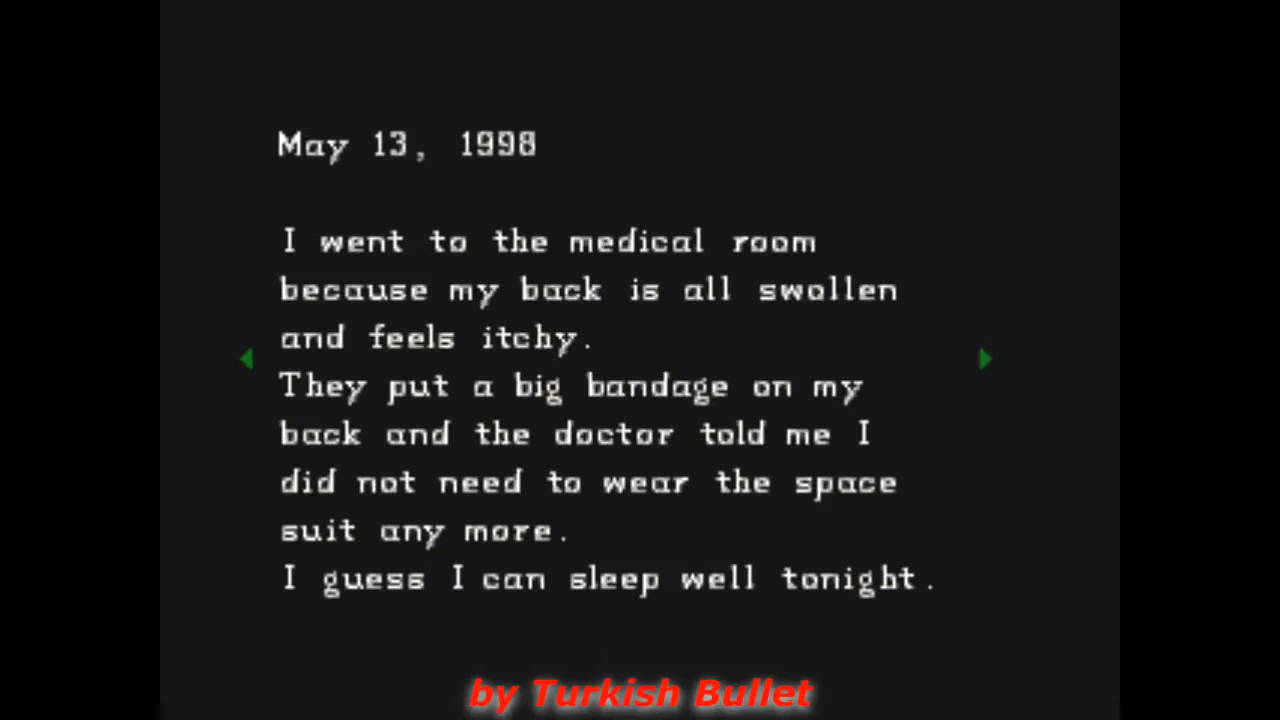 May 13, 1998
I went to the medical room
because my back is all swollen
and feels itchy.
They put a big bandage on my
back and the doctor told me I
did not need to wear the space
suit any more.
I guess I can sleep well tonight.
by Turkish Bullet